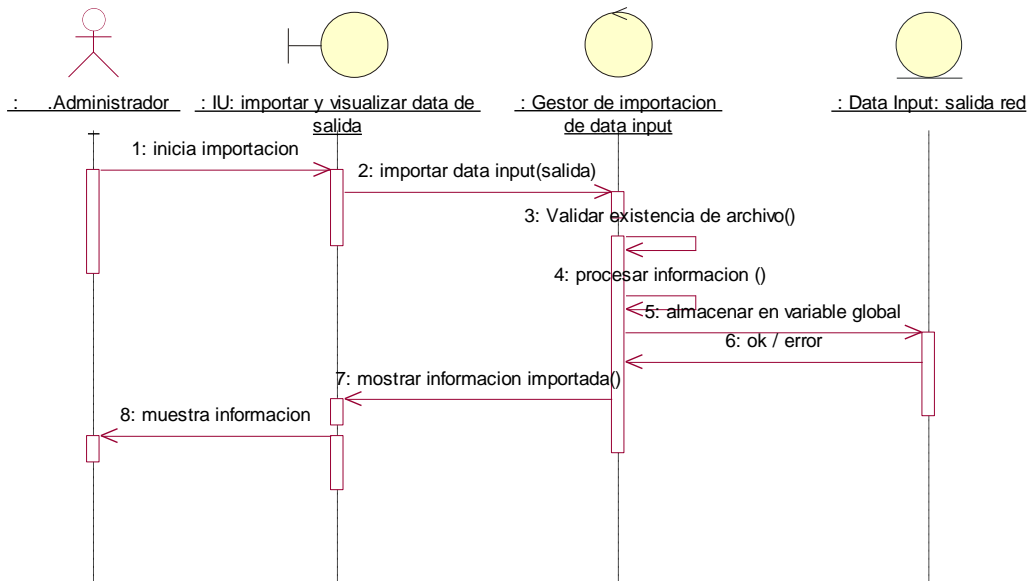 : .Administrador
: IU: importar y visualizar data de
salida
: Gestor de importacion
de data input
: Data Input: salida red
1: inicia importacion
2: importar data input(salida)
3: Validar existencia de archivo()
4: procesar informacion ()
5: almacenar en variable global
6: ok / error
7: mostrar informacion importada()
8: muestra informacion